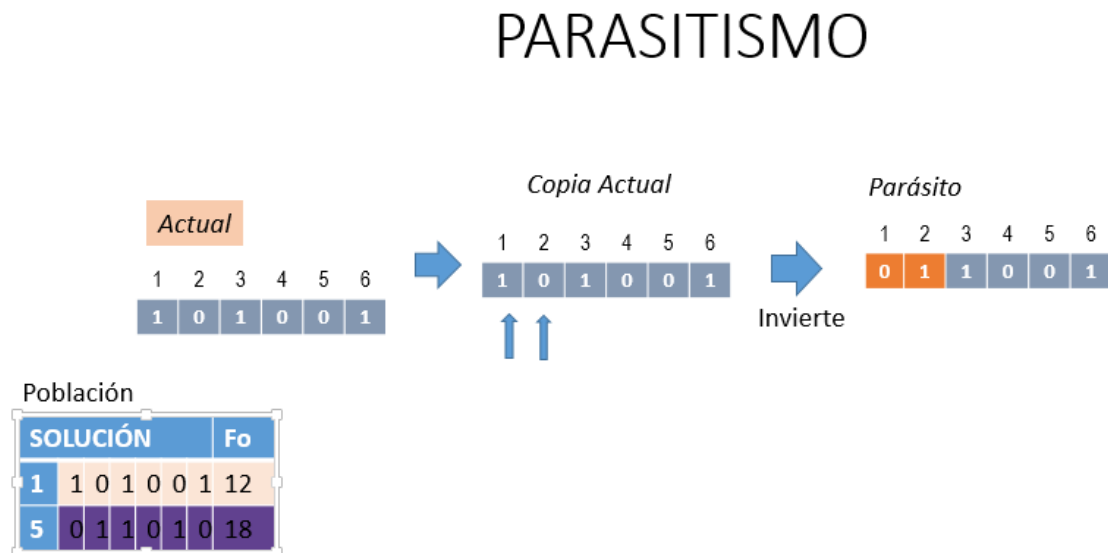 PARASITISMO
Copia Actual
Parásito
Actual
1 2 3 4 5 6
1 2 3 4 5 6
1 2 3 4 5 6
1 0 1 0 0 1
1 0 1 0 0 1
0 1 1 0 0 1
Invierte
Población
SOLUCIÓN Fo
1 1 0 1 0 0 1 12
5 0 1 1 0 1 0 18